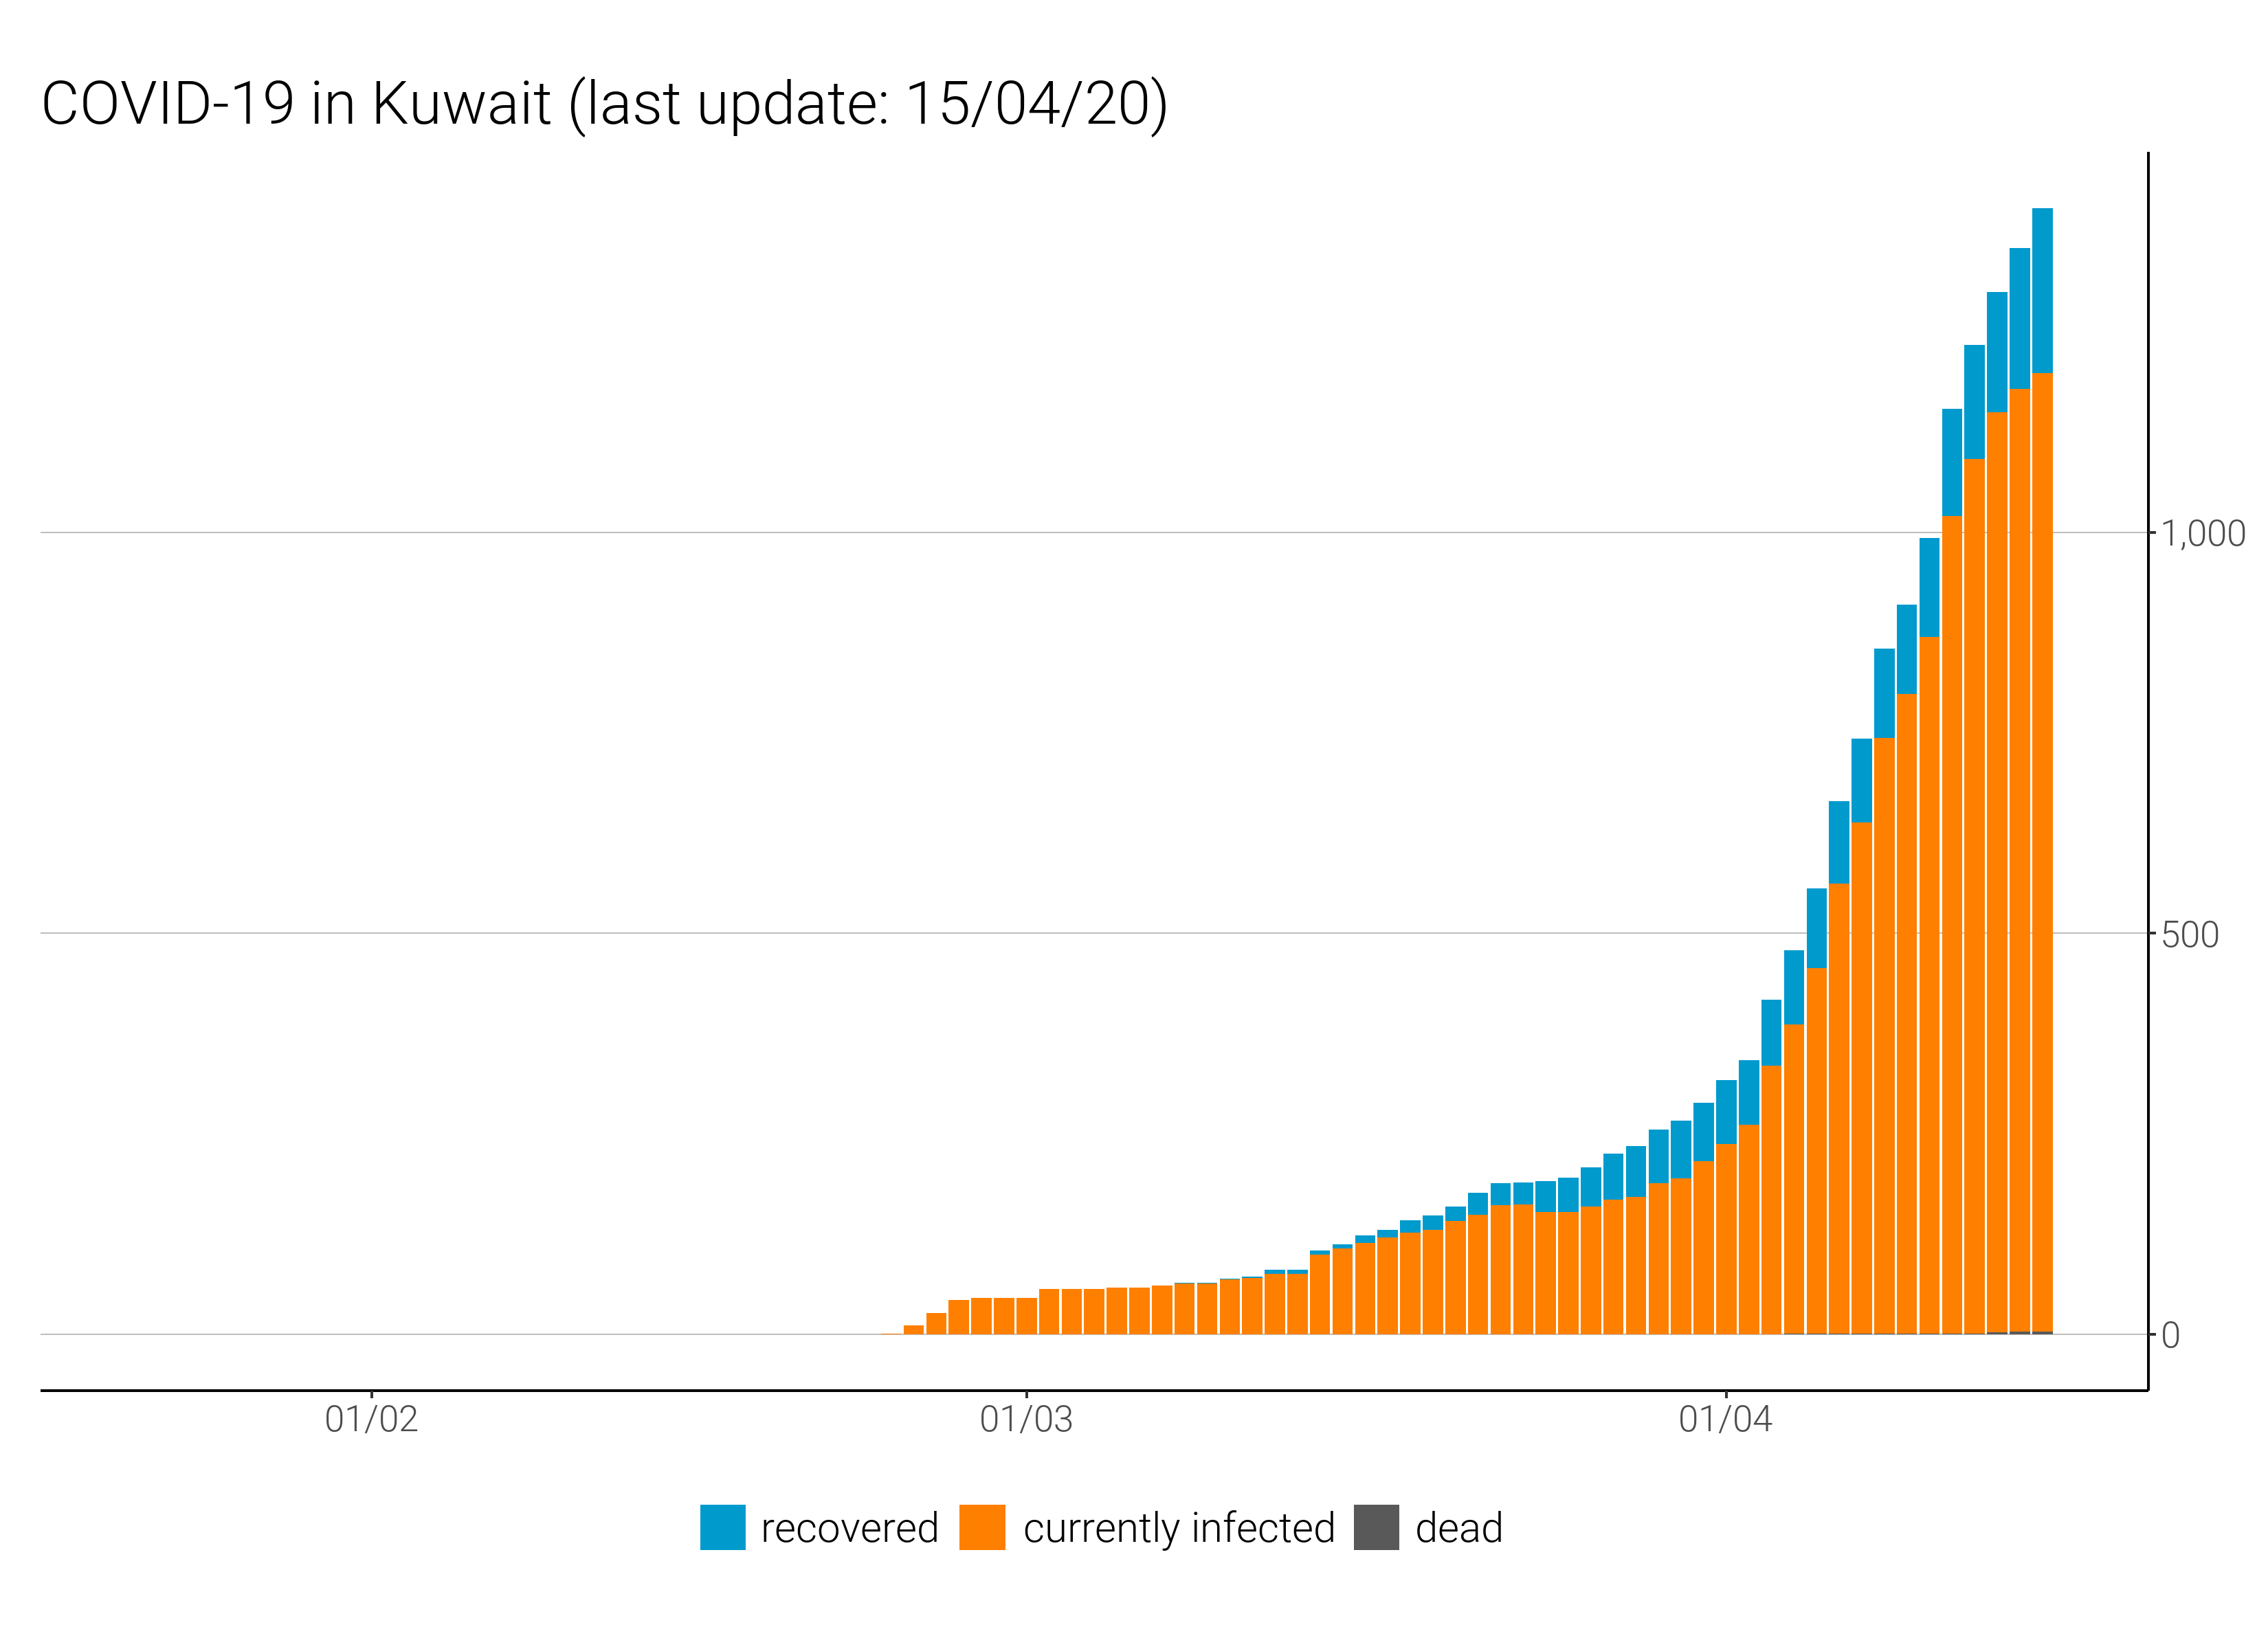 COVID-19 in Kuwait (last update: 15/04/20)
1,000
500
0
01/02 01/03 01/04
recovered currently infected dead